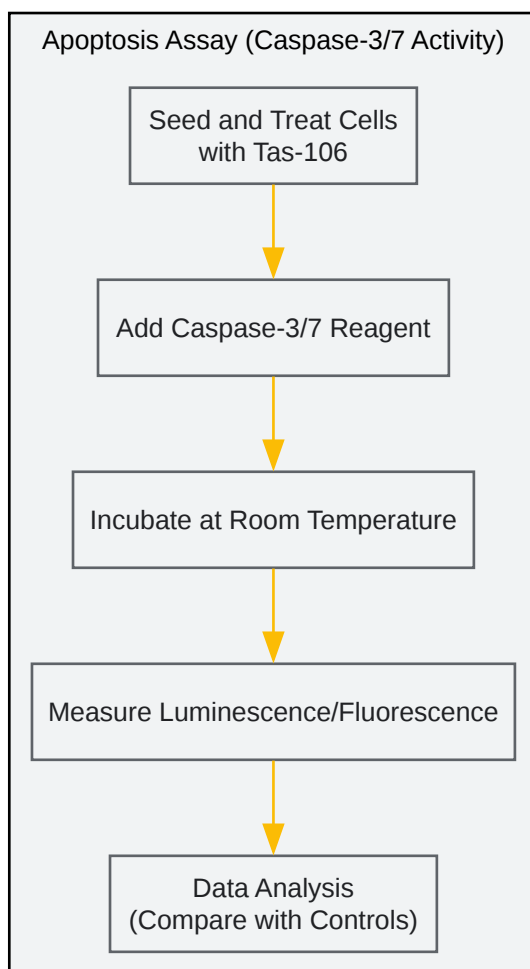 Apoptosis Assay (Caspase-3/7 Activity)
Seed and Treat Cells
with Tas-106
Add Caspase-3/7 Reagent
Incubate at Room Temperature
Measure Luminescence/Fluorescence
Data Analysis
(Compare with Controls)